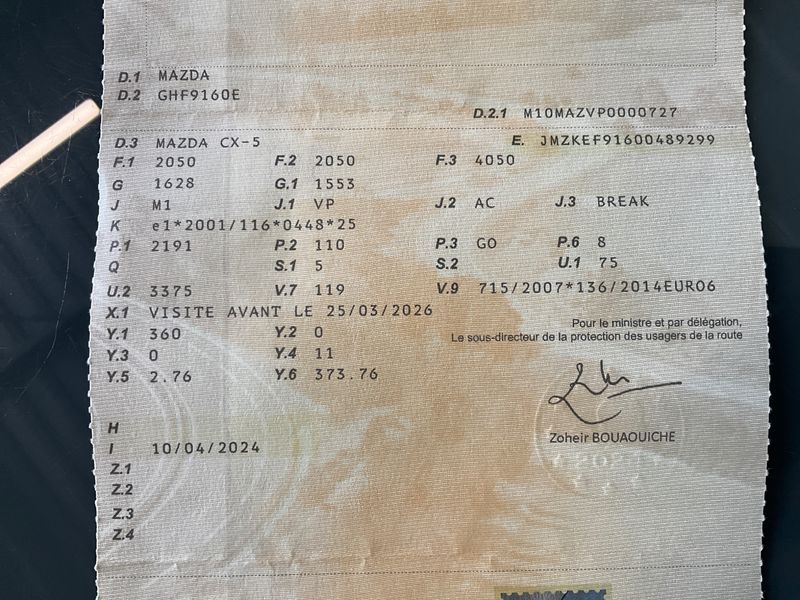 D.1 MAZDA
D.2 GHF9160E
D.2.1 M10MAZVP0000727
D.3 MAZDA CX-5 E. JMZKEF91600489299
F.1 2050 F.2 2050 F.3 4050
G 1628 G.1 1553
J M1 J.1 VP J.2 AC J.3 BREAK
K e1*2001/116*0448*25
P.1 2191 P.2 110 P.3 GO P.6 8
Q S.1 5 S.2 U.1 75
U.2 3375 V.7 119 V.9 715/2007*136/2014EURO6
X.1 VISITE AVANT LE 25/03/2026
Y.1 360 Y.2 0
Pour le ministre et par délégation,
Le sous-directeur de la protection des usagers de la route
Y.3 0 Y.4 11
Y.5 2.76 Y.6 373.76
Zoheir BOUAOUICHE
H
I 10/04/2024
Z.1
Z.2
Z.3
Z.4